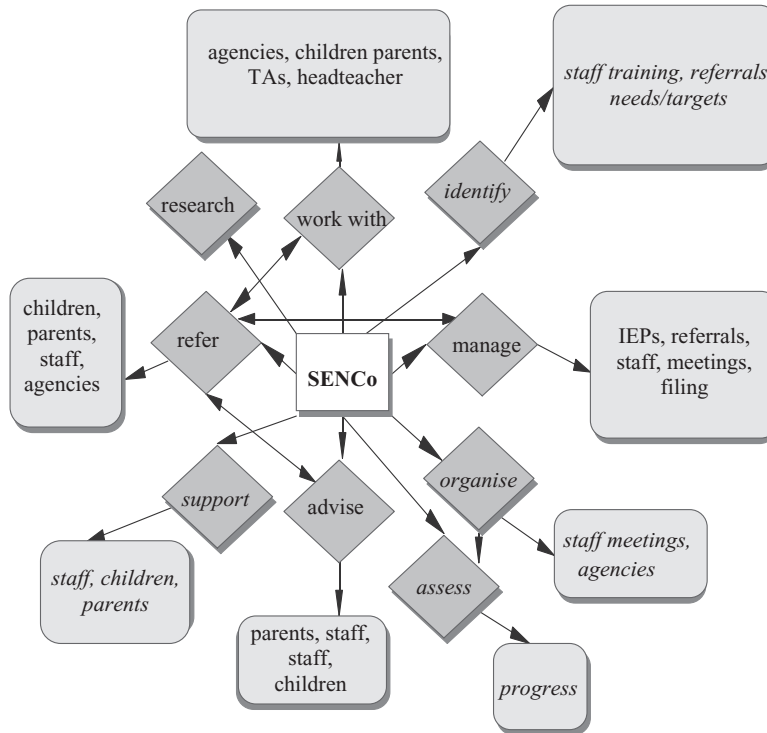 agencies, children parents,
TAs, headteacher
staff training, referrals
needs/targets
research
work with
identify
children,
parents,
staff,
agencies
refer
SENCo
manage
IEPs, referrals,
staff, meetings,
filing
support
advise
organise
staff, children,
parents
assess
staff meetings,
agencies
parents, staff,
staff,
children
progress